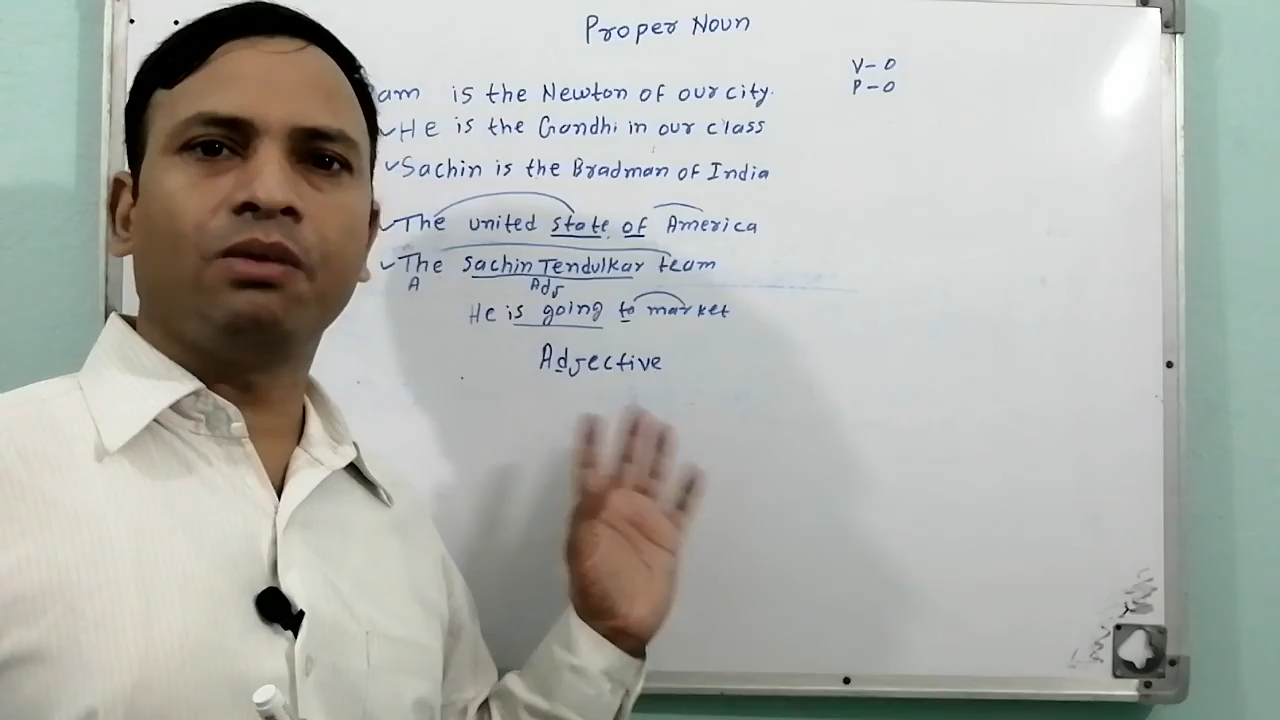 Proper Noun
V - O
P - O
am is the Newton of our city.
He is the Gandhi in our class
Sachin is the Bradman of India
The united state of America
The Sachin Tendulkar team
A Adj
He is going to market
Adjective